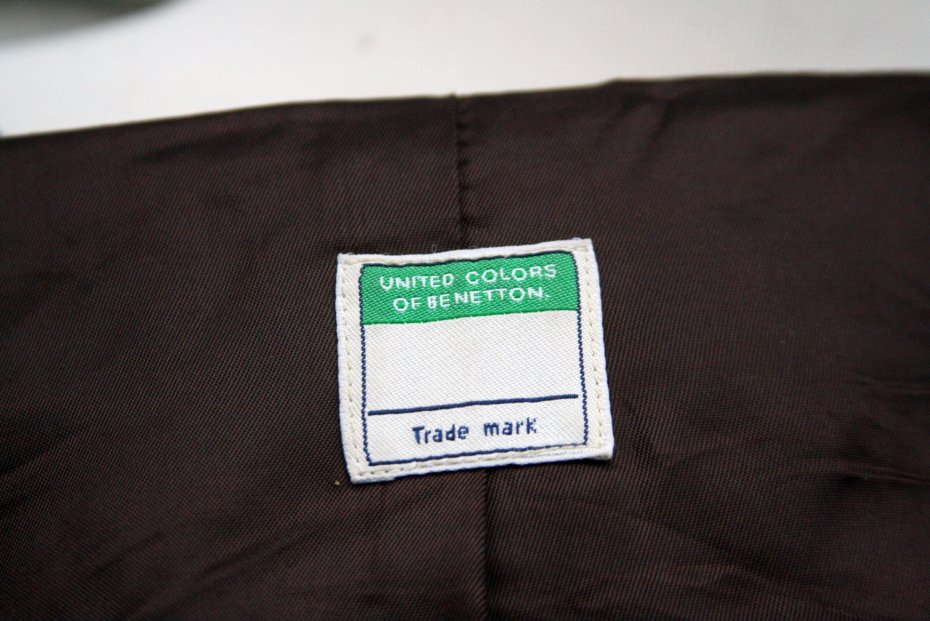 UNITED COLORS
OF BENETTON.
Trade mark